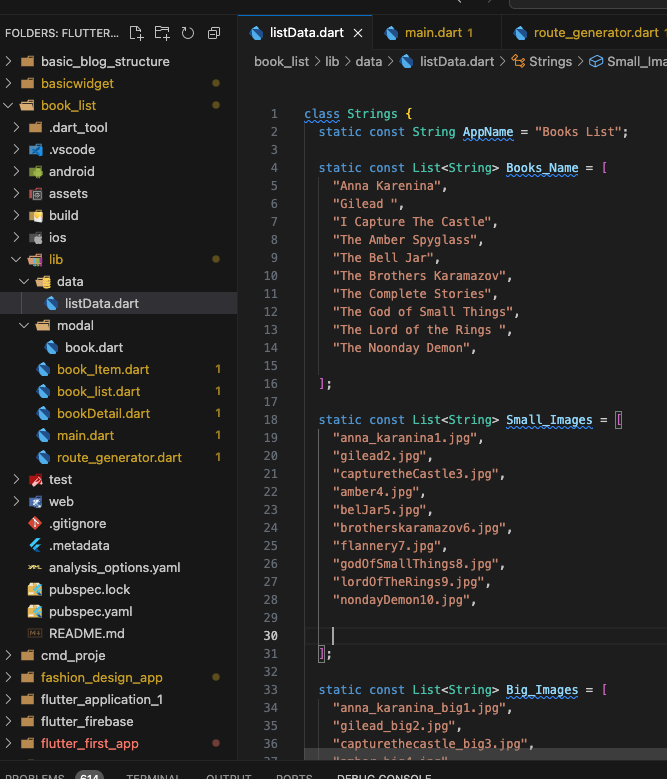 FOLDERS: FLUTTER...
basic_blog_structure
basicwidget
book_list
.dart_tool
.vscode
android
assets
build
ios
lib
data
listData.dart
modal
book.dart
book_Item.dart 1
book_list.dart 1
bookDetail.dart 1
main.dart 1
route_generator.dart 1
test
web
.gitignore
.metadata
analysis_options.yaml
pubspec.lock
pubspec.yaml
README.md
cmd_proje
fashion_design_app
flutter_application_1
flutter_firebase
flutter_first_app
listData.dart main.dart 1 route_generator.dart 1
book_list > lib > data > listData.dart > Strings > Small_Ima
1 class Strings {
2 static const String AppName = "Books List";
3
4 static const List<String> Books_Name = [
5 "Anna Karenina",
6 "Gilead ",
7 "I Capture The Castle",
8 "The Amber Spyglass",
9 "The Bell Jar",
10 "The Brothers Karamazov",
11 "The Complete Stories",
12 "The God of Small Things",
13 "The Lord of the Rings ",
14 "The Noonday Demon",
15
16 ];
17
18 static const List<String> Small_Images = [
19 "anna_karanina1.jpg",
20 "gilead2.jpg",
21 "capturetheCastle3.jpg",
22 "amber4.jpg",
23 "belJar5.jpg",
24 "brotherskaramazov6.jpg",
25 "flannery7.jpg",
26 "godOfSmallThings8.jpg",
27 "lordOfTheRings9.jpg",
28 "nondayDemon10.jpg",
29
30
31 ];
32
33 static const List<String> Big_Images = [
34 "anna_karanina_big1.jpg",
35 "gilead_big2.jpg",
36 "capturethecastle_big3.jpg",
37 "amber_big4.jpg",
PROBLEMS 614 TERMINAL OUTPUT PORTS DEBUG CONSOLE